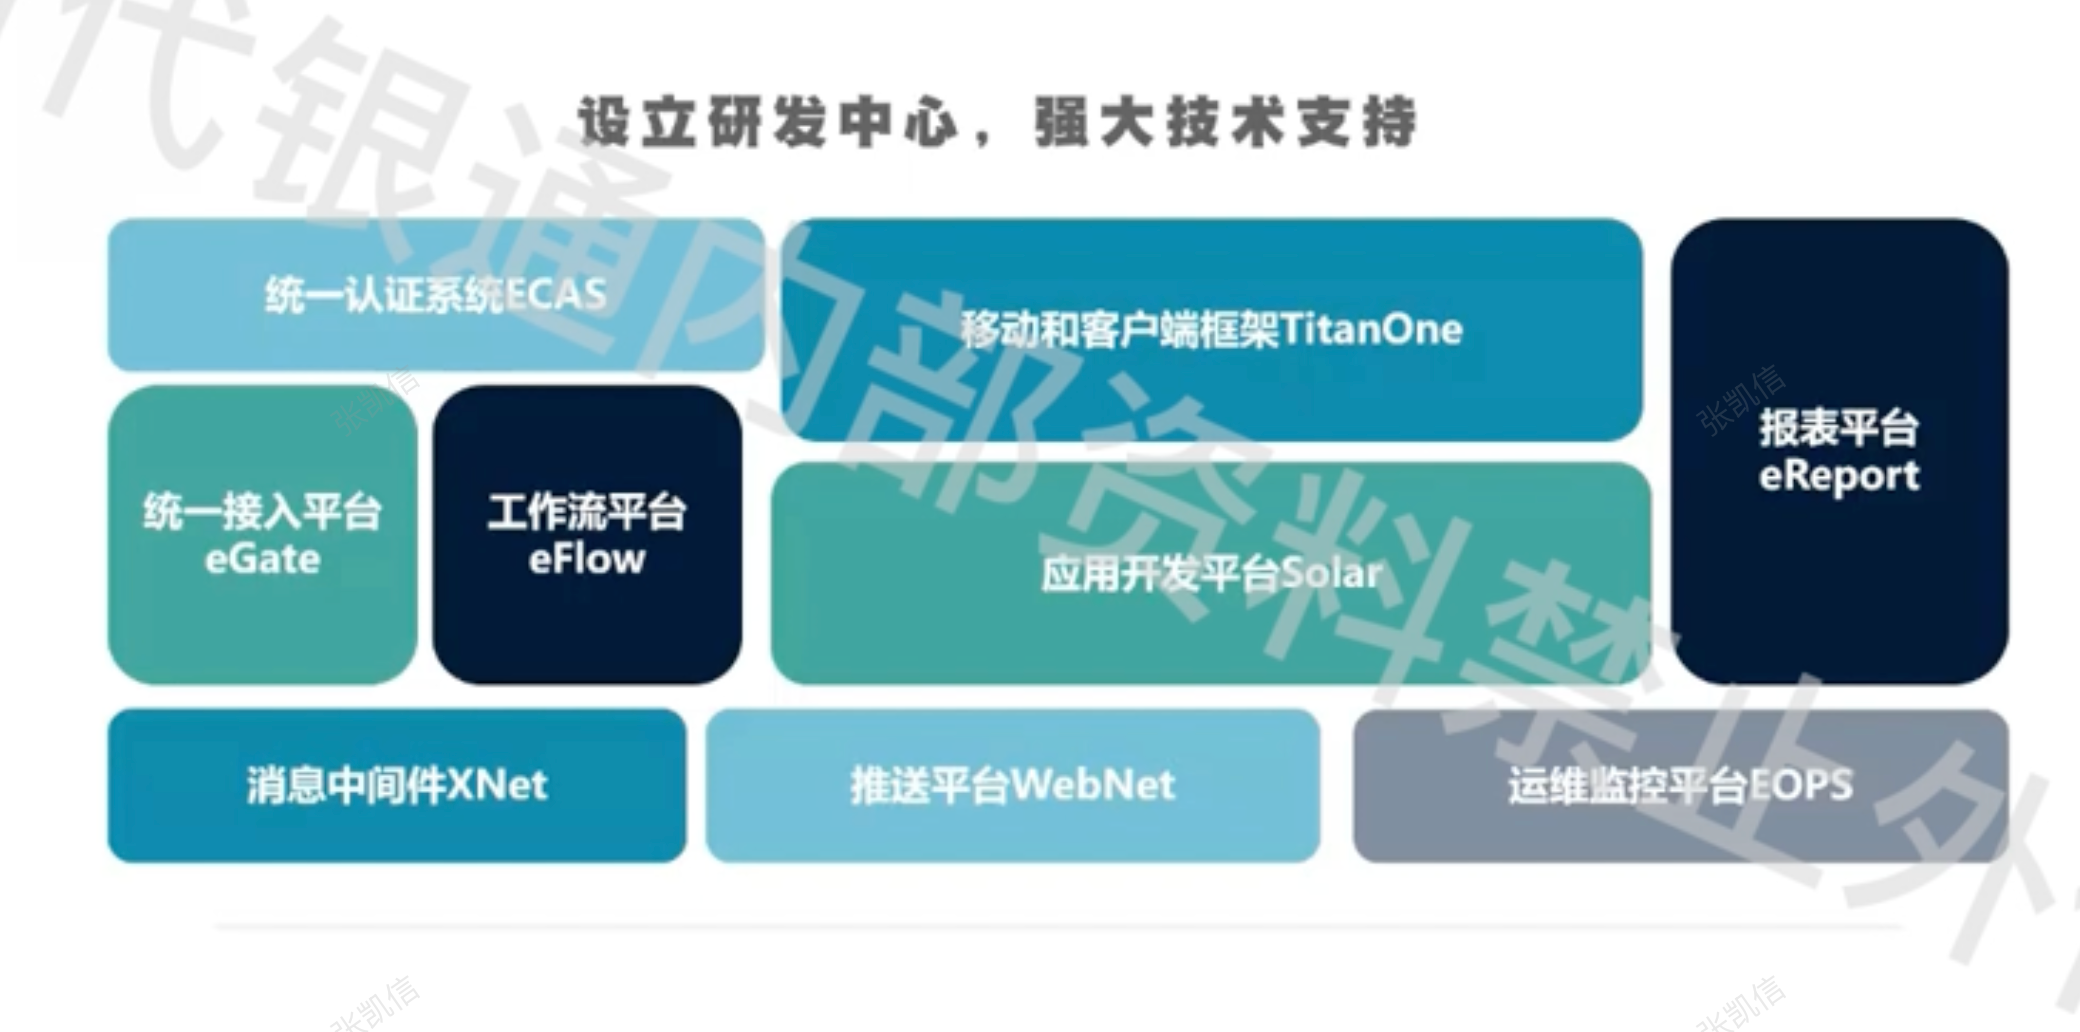 设立研发中心，强大技术支持
统一认证系统ECAS
移动和客户端框架TitanOne
报表平台
eReport
统一接入平台
eGate
工作流平台
eFlow
应用开发平台Solar
消息中间件XNet
推送平台WebNet
运维监控平台EOPS
代银通内部资料禁止外
张凯信
张凯信
张凯信
张凯信